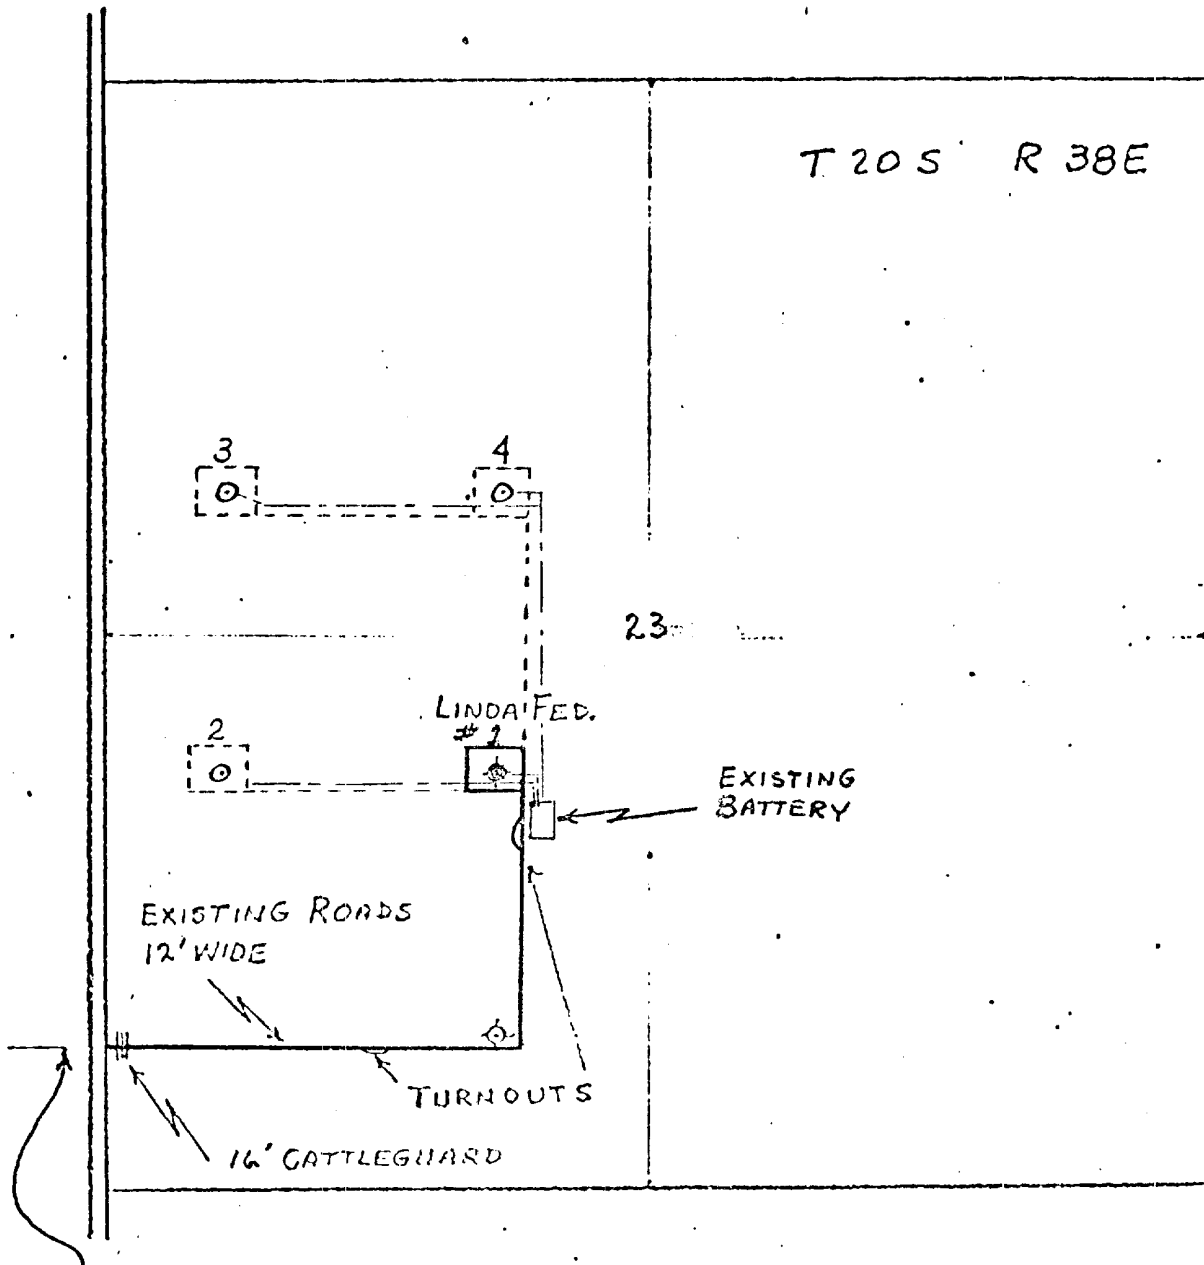 T 20 S R 38E
3
4
23
LINDA FED.
# 1
2
EXISTING
BATTERY
EXISTING ROADS
12' WIDE
TURNOUTS
16' CATTLEGUARD